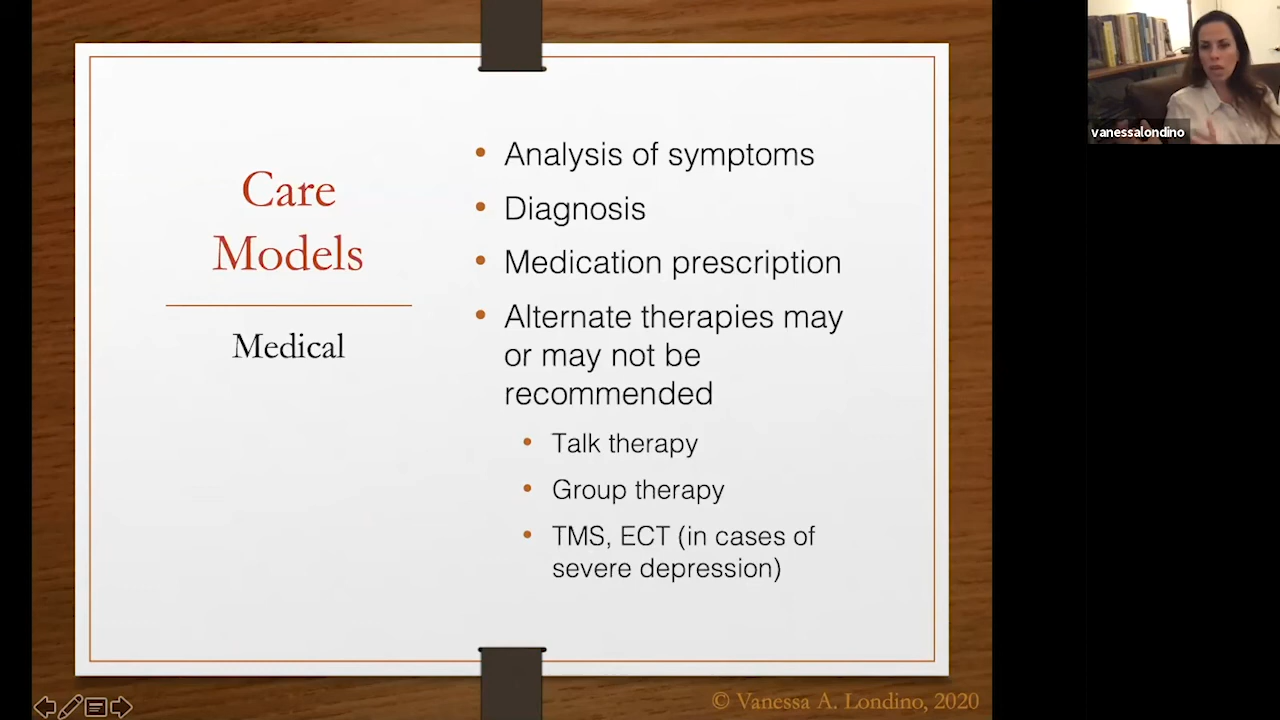 Care
Models
Medical
Analysis of symptoms
Diagnosis
Medication prescription
Alternate therapies may
or may not be
recommended
Talk therapy
Group therapy
TMS, ECT (in cases of
severe depression)
© Vanessa A. Londino, 2020
vanessalondino